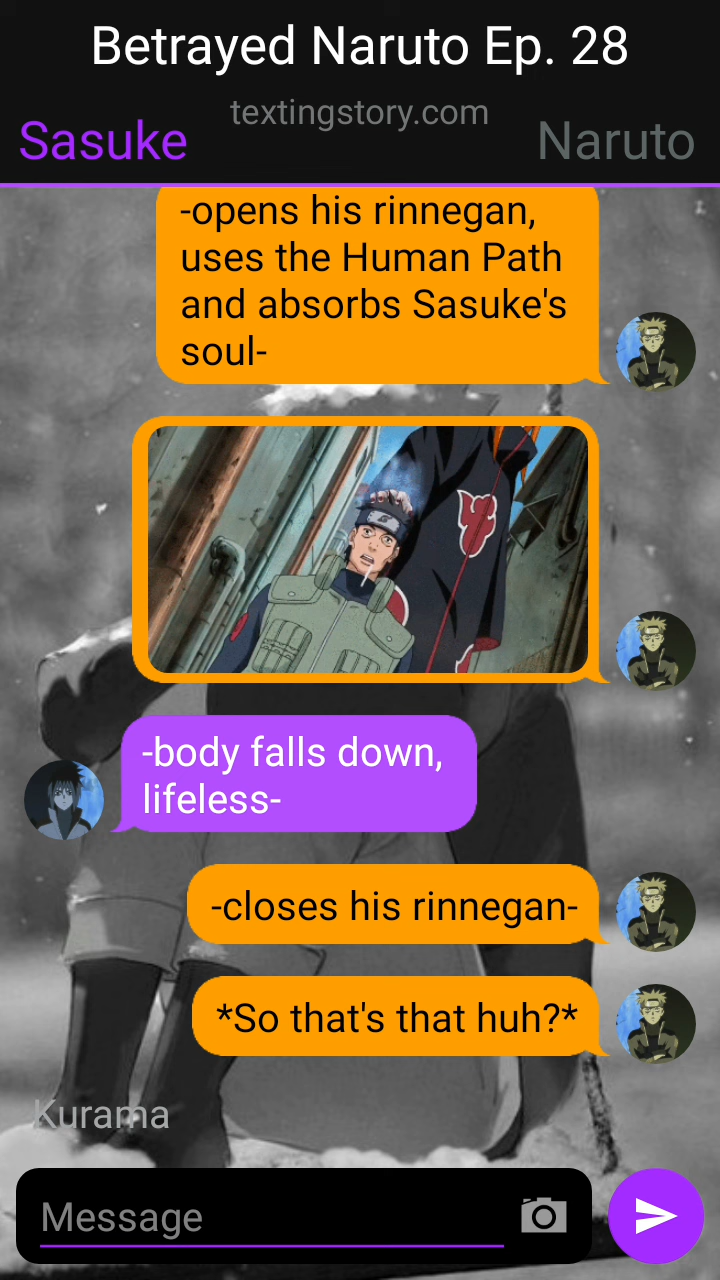 Betrayed Naruto Ep. 28
textingstory.com
Sasuke
Naruto
-opens his rinnegan,
uses the Human Path
and absorbs Sasuke's
soul-
-body falls down,
lifeless-
-closes his rinnegan-
*So that's that huh?*
Kurama
Message